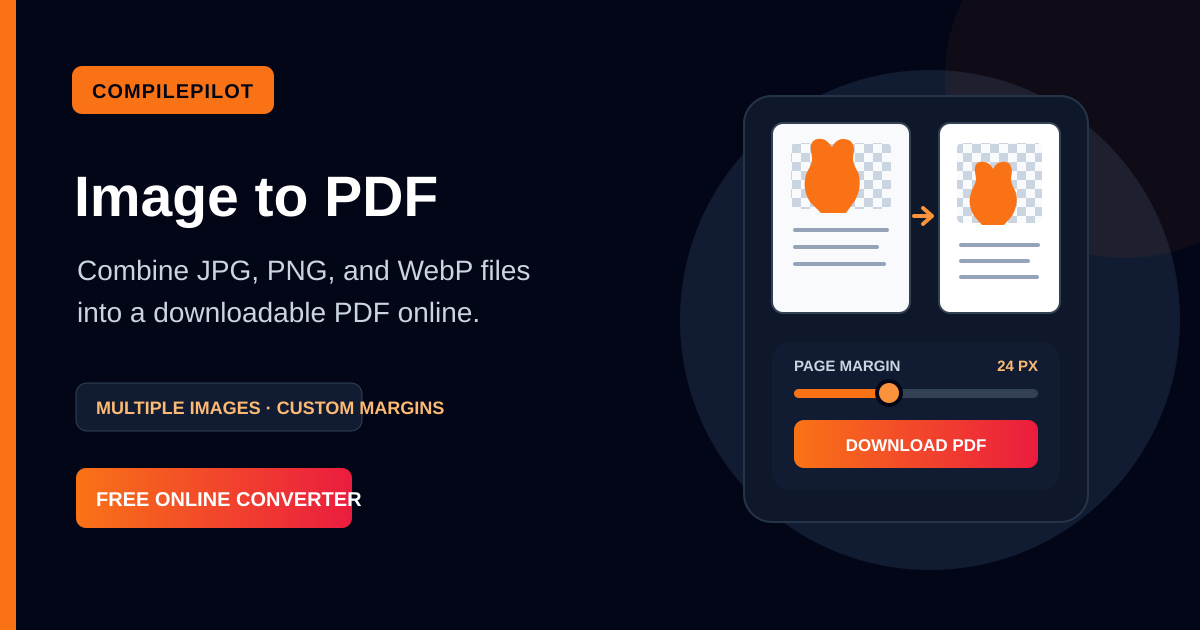 COMPILEPILOT
Image to PDF
Combine JPG, PNG, and WebP files
into a downloadable PDF online.
MULTIPLE IMAGES · CUSTOM MARGINS
FREE ONLINE CONVERTER
PAGE MARGIN 24 PX
DOWNLOAD PDF